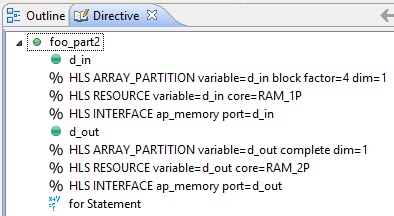 Outline Directive
foo_part2
d_in
% HLS ARRAY_PARTITION variable=d_in block factor=4 dim=1
% HLS RESOURCE variable=d_in core=RAM_1P
% HLS INTERFACE ap_memory port=d_in
d_out
% HLS ARRAY_PARTITION variable=d_out complete dim=1
% HLS RESOURCE variable=d_out core=RAM_2P
% HLS INTERFACE ap_memory port=d_out
for Statement